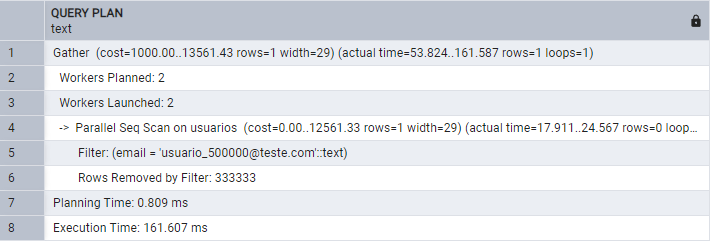 QUERY PLAN
text
1 Gather (cost=1000.00..13561.43 rows=1 width=29) (actual time=53.824..161.587 rows=1 loops=1)
2 Workers Planned: 2
3 Workers Launched: 2
4 -> Parallel Seq Scan on usuarios (cost=0.00..12561.33 rows=1 width=29) (actual time=17.911..24.567 rows=0 loop...
5 Filter: (email = 'usuario_500000@teste.com'::text)
6 Rows Removed by Filter: 333333
7 Planning Time: 0.809 ms
8 Execution Time: 161.607 ms